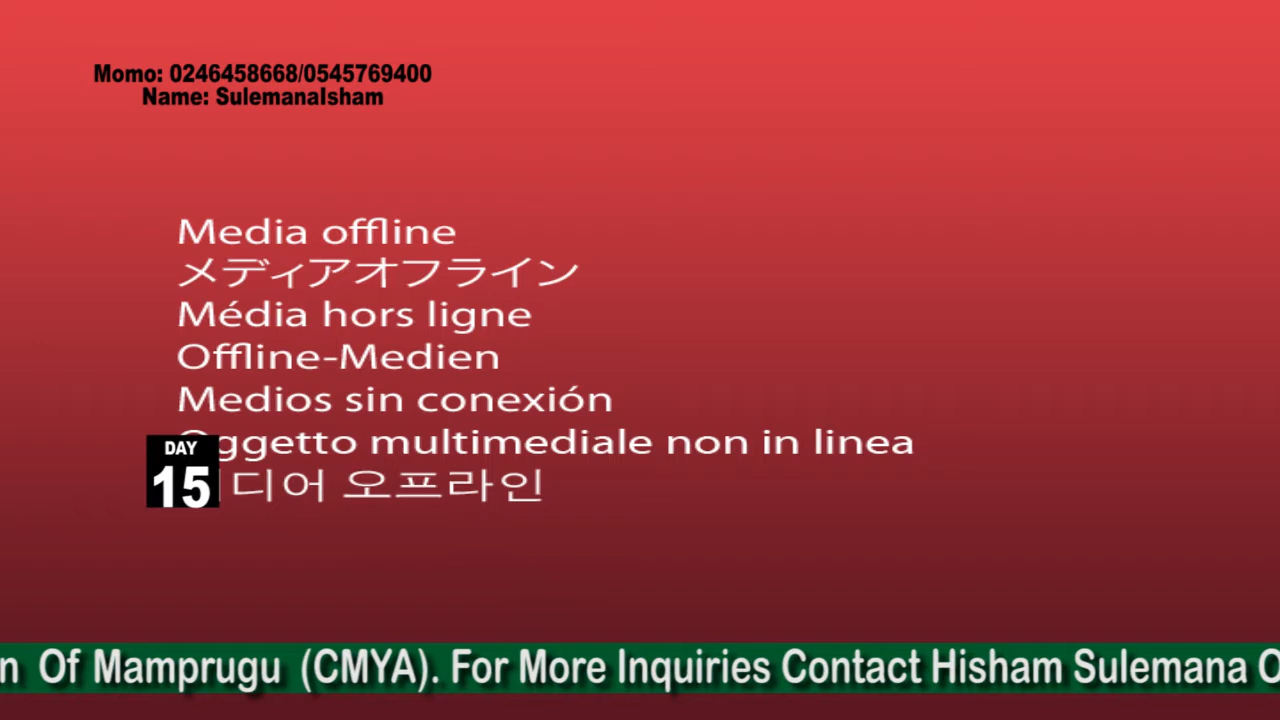 Momo: 0246458668/0545769400
Name: SulemanaIsham
Media offline
メディアオフライン
Média hors ligne
Offline-Medien
Medios sin conexión
Oggetto multimediale non in linea
디어 오프라인
DAY
15
Of Mamprugu (CMYA). For More Inquiries Contact Hisham Sulemana